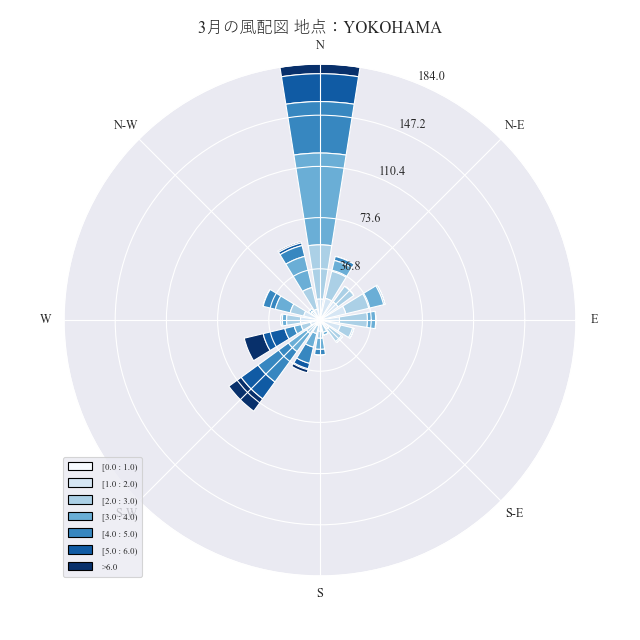 3月の風配図 地点：YOKOHAMA
N
184.0
N-W
N-E
147.2
110.4
73.6
36.8
W
E
[0.0 : 1.0)
[1.0 : 2.0)
[2.0 : 3.0)
S-W
[3.0 : 4.0)
[4.0 : 5.0)
[5.0 : 6.0)
>6.0
S-E
S